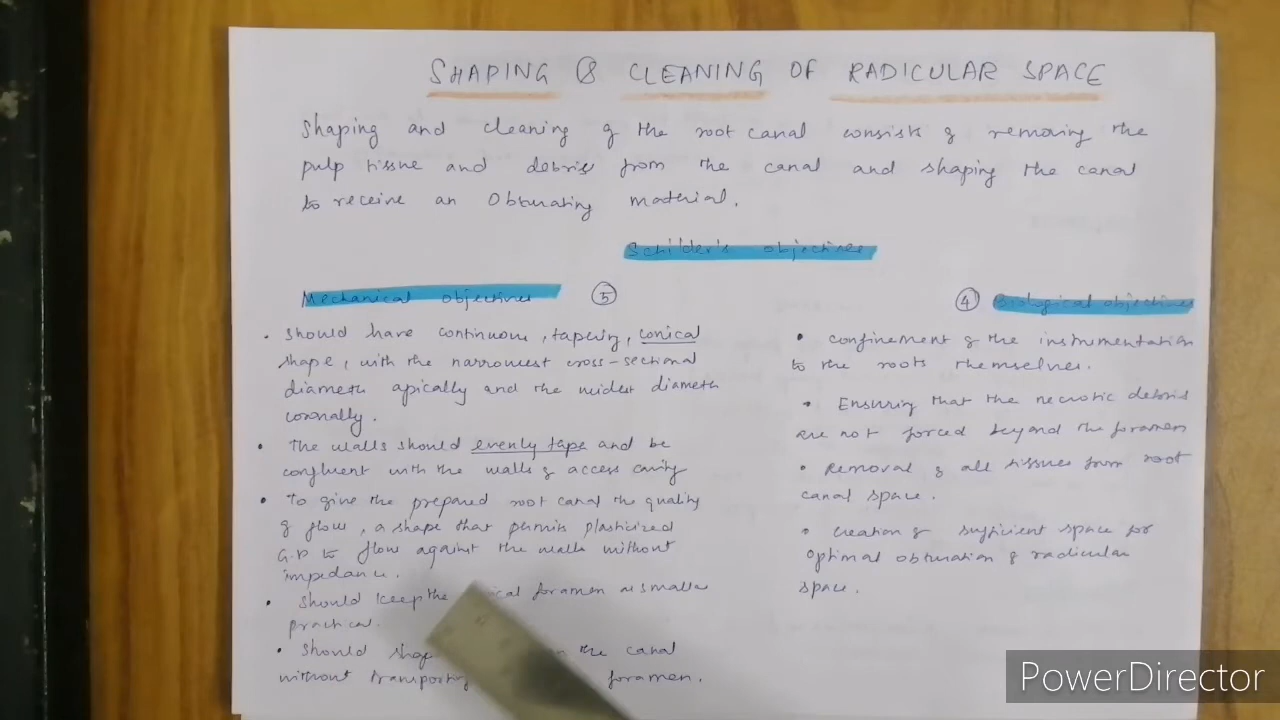 SHAPING & CLEANING OF RADICULAR SPACE
Shaping and cleaning of the root canal consists of removing the
pulp tissue and debris from the canal and shaping the canal
to receive an Obturating material.
Schilder's objectives
Mechanical objectives ⑤
• Should have continuous, tapering, conical
shape, with the narrowest cross-sectional
diameter apically and the widest diameter
coronally.
• The walls should evenly tape and be
confluent with the walls of access cavity
• To give the prepared root canal the quality
of flow, a shape that permits plasticized
G.P to flow against the walls without
impedance.
• Should keep the foramen as small as
practical.
• Should the canal
without transporting foramen.
④ Biological objectives
• confinement of the instrumentation
to the roots themselves.
• Ensuring that the necrotic debris
are not forced beyond the foramen
• Removal of all tissues from root
canal space.
• Creation of sufficient space for
optimal obturation of radicular
space.
PowerDirector